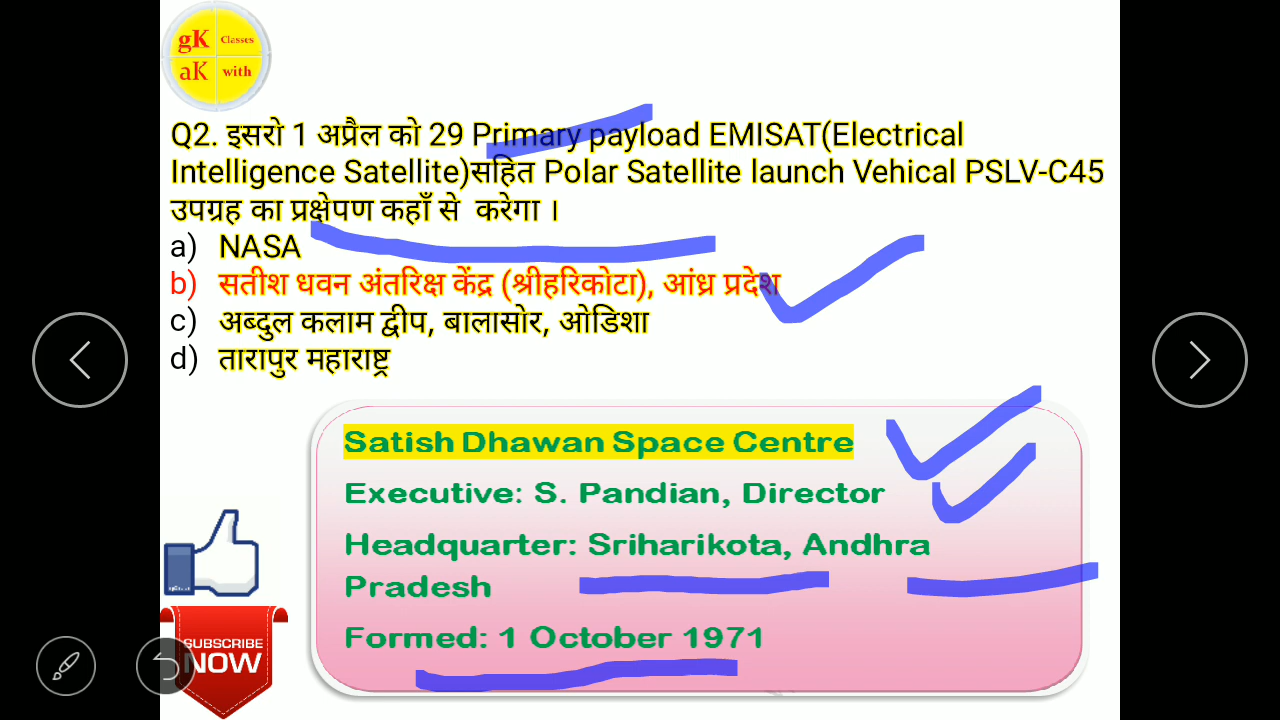 gK Classes
aK with
Q2. इसरो 1 अप्रैल को 29 Primary payload EMISAT(Electrical
Intelligence Satellite)सहित Polar Satellite launch Vehical PSLV-C45
उपग्रह का प्रक्षेपण कहाँ से करेगा ।
a) NASA
b) सतीश धवन अंतरिक्ष केंद्र (श्रीहरिकोटा), आंध्र प्रदेश
c) अब्दुल कलाम द्वीप, बालासोर, ओडिशा
d) तारापुर महाराष्ट्र
Satish Dhawan Space Centre
Executive: S. Pandian, Director
Headquarter: Sriharikota, Andhra
Pradesh
Formed: 1 October 1971
SUBSCRIBE
NOW